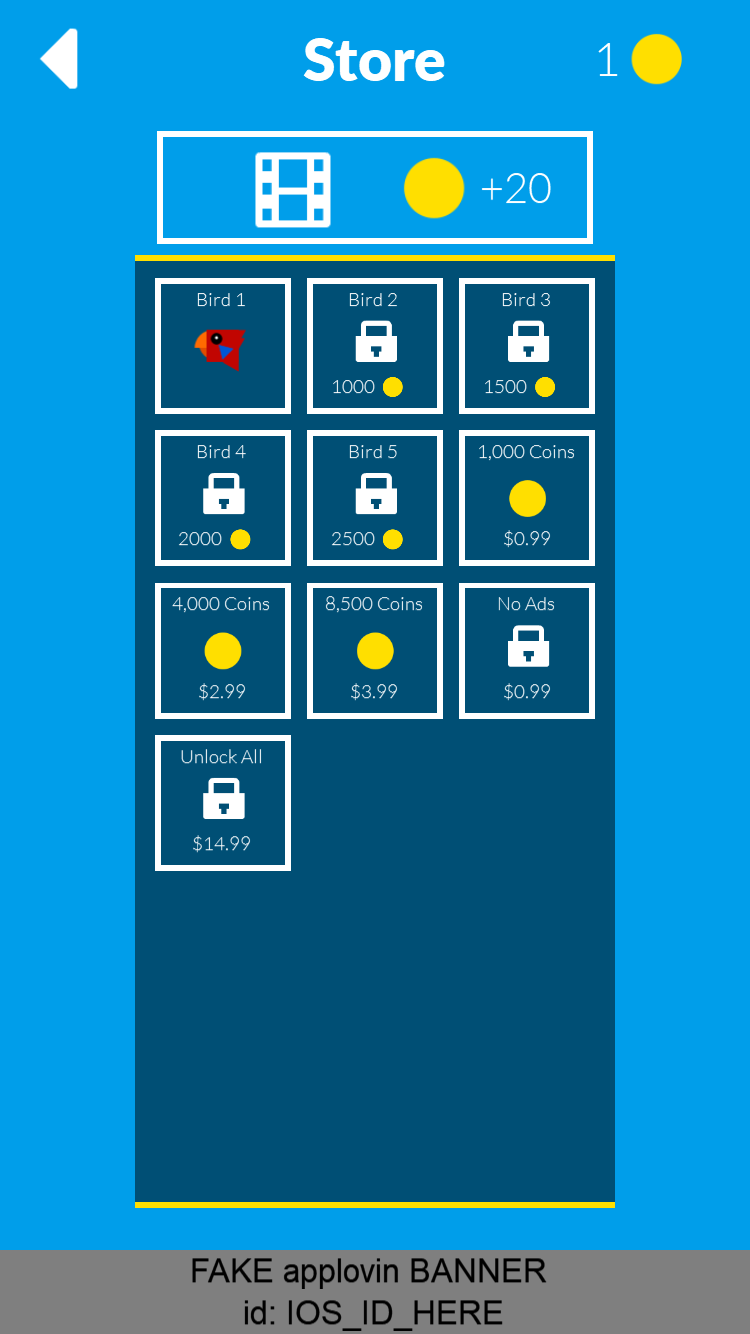 Store
1
+20
Bird 1
Bird 2
Bird 3
1000
1500
Bird 4
Bird 5
1,000 Coins
2000
2500
$0.99
4,000 Coins
8,500 Coins
No Ads
$2.99
$3.99
$0.99
Unlock All
$14.99
FAKE applovin BANNER
id: IOS_ID_HERE